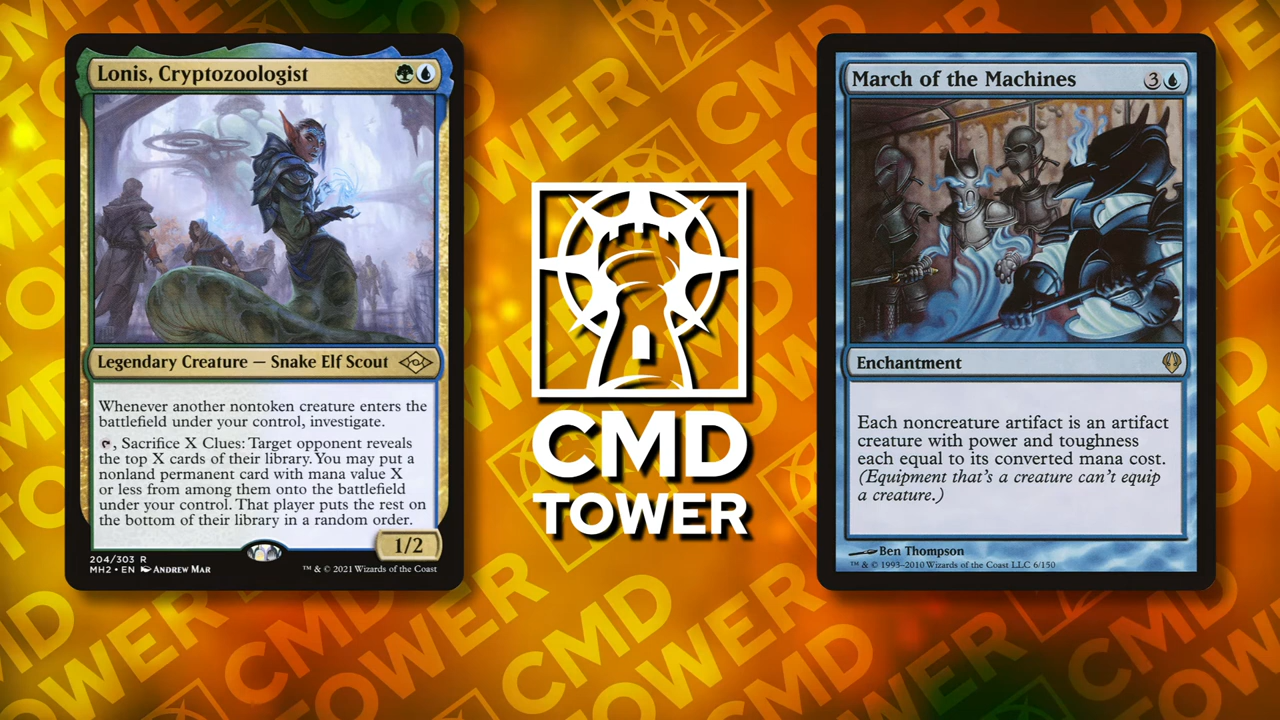 Lonis, Cryptozoologist
Legendary Creature — Snake Elf Scout
Whenever another nontoken creature enters the
battlefield under your control, investigate.
, Sacrifice X Clues: Target opponent reveals
the top X cards of their library. You may put a
nonland permanent card with mana value X
or less from among them onto the battlefield
under your control. That player puts the rest on
the bottom of their library in a random order.
1/2
204/303 R
MH2 • EN Andrew Mar
™ & © 2021 Wizards of the Coast
CMD
TOWER
March of the Machines 3
Enchantment
Each noncreature artifact is an artifact
creature with power and toughness
each equal to its converted mana cost.
(Equipment that's a creature can't equip
a creature.)
Ben Thompson
™ & © 1993–2010 Wizards of the Coast LLC 6/150